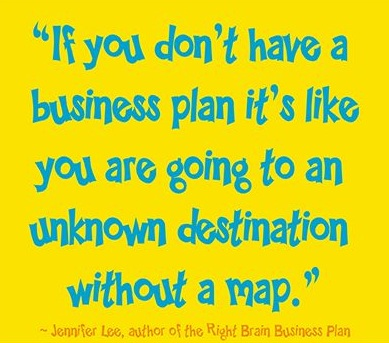 “If you don’t have a
business plan it’s like
you are going to an
unknown destination
without a map.”
~ Jennifer Lee, author of the Right Brain Business Plan